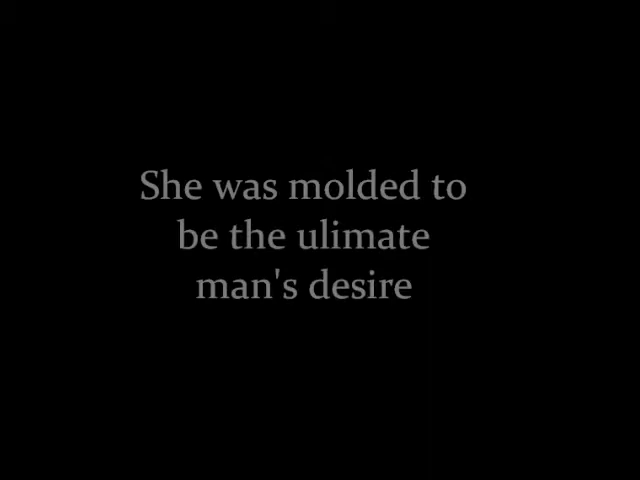 She was molded to
be the ulimate
man's desire